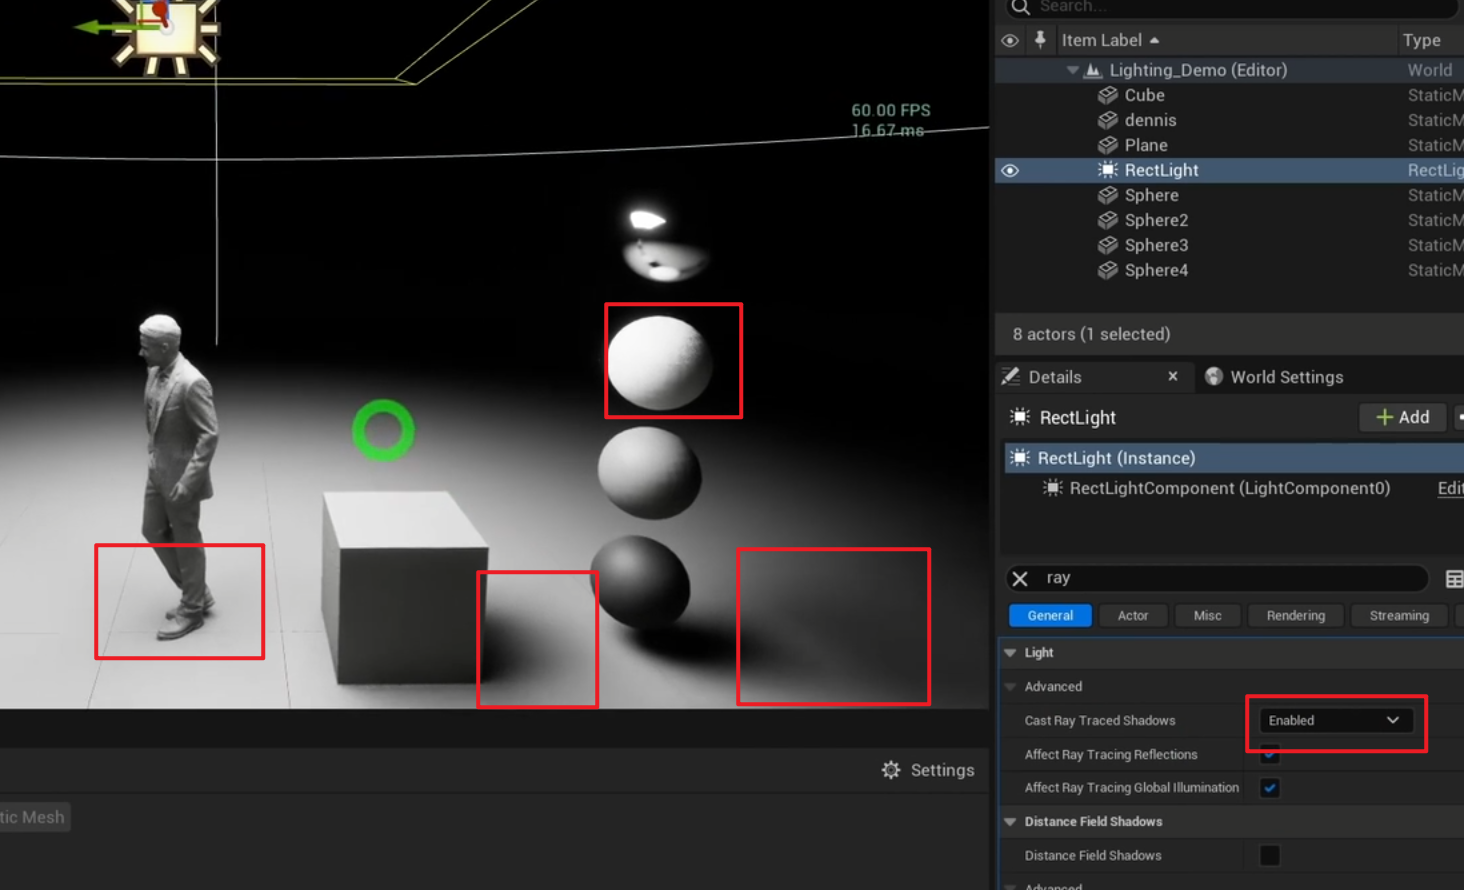 Search...
Item Label Type
Lighting_Demo (Editor) World
Cube StaticM
dennis StaticM
Plane StaticM
RectLight RectLig
Sphere StaticM
Sphere2 StaticM
Sphere3 StaticM
Sphere4 StaticM
8 actors (1 selected)
Details × World Settings
RectLight + Add
RectLight (Instance)
RectLightComponent (LightComponent0) Edit
ray
General Actor Misc Rendering Streaming
Light
Advanced
Cast Ray Traced Shadows Enabled
Affect Ray Tracing Reflections
Affect Ray Tracing Global Illumination
Distance Field Shadows
Distance Field Shadows
Advanced
60.00 FPS
16.67 ms
Settings
tic Mesh